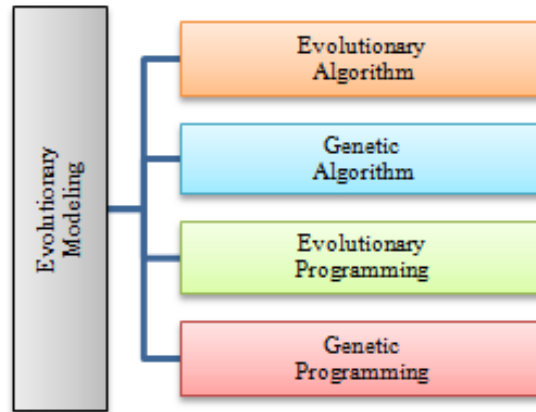 Evolutionary
Modeling
Evolutionary
Algorithm
Genetic
Algorithm
Evolutionary
Programming
Genetic
Programming